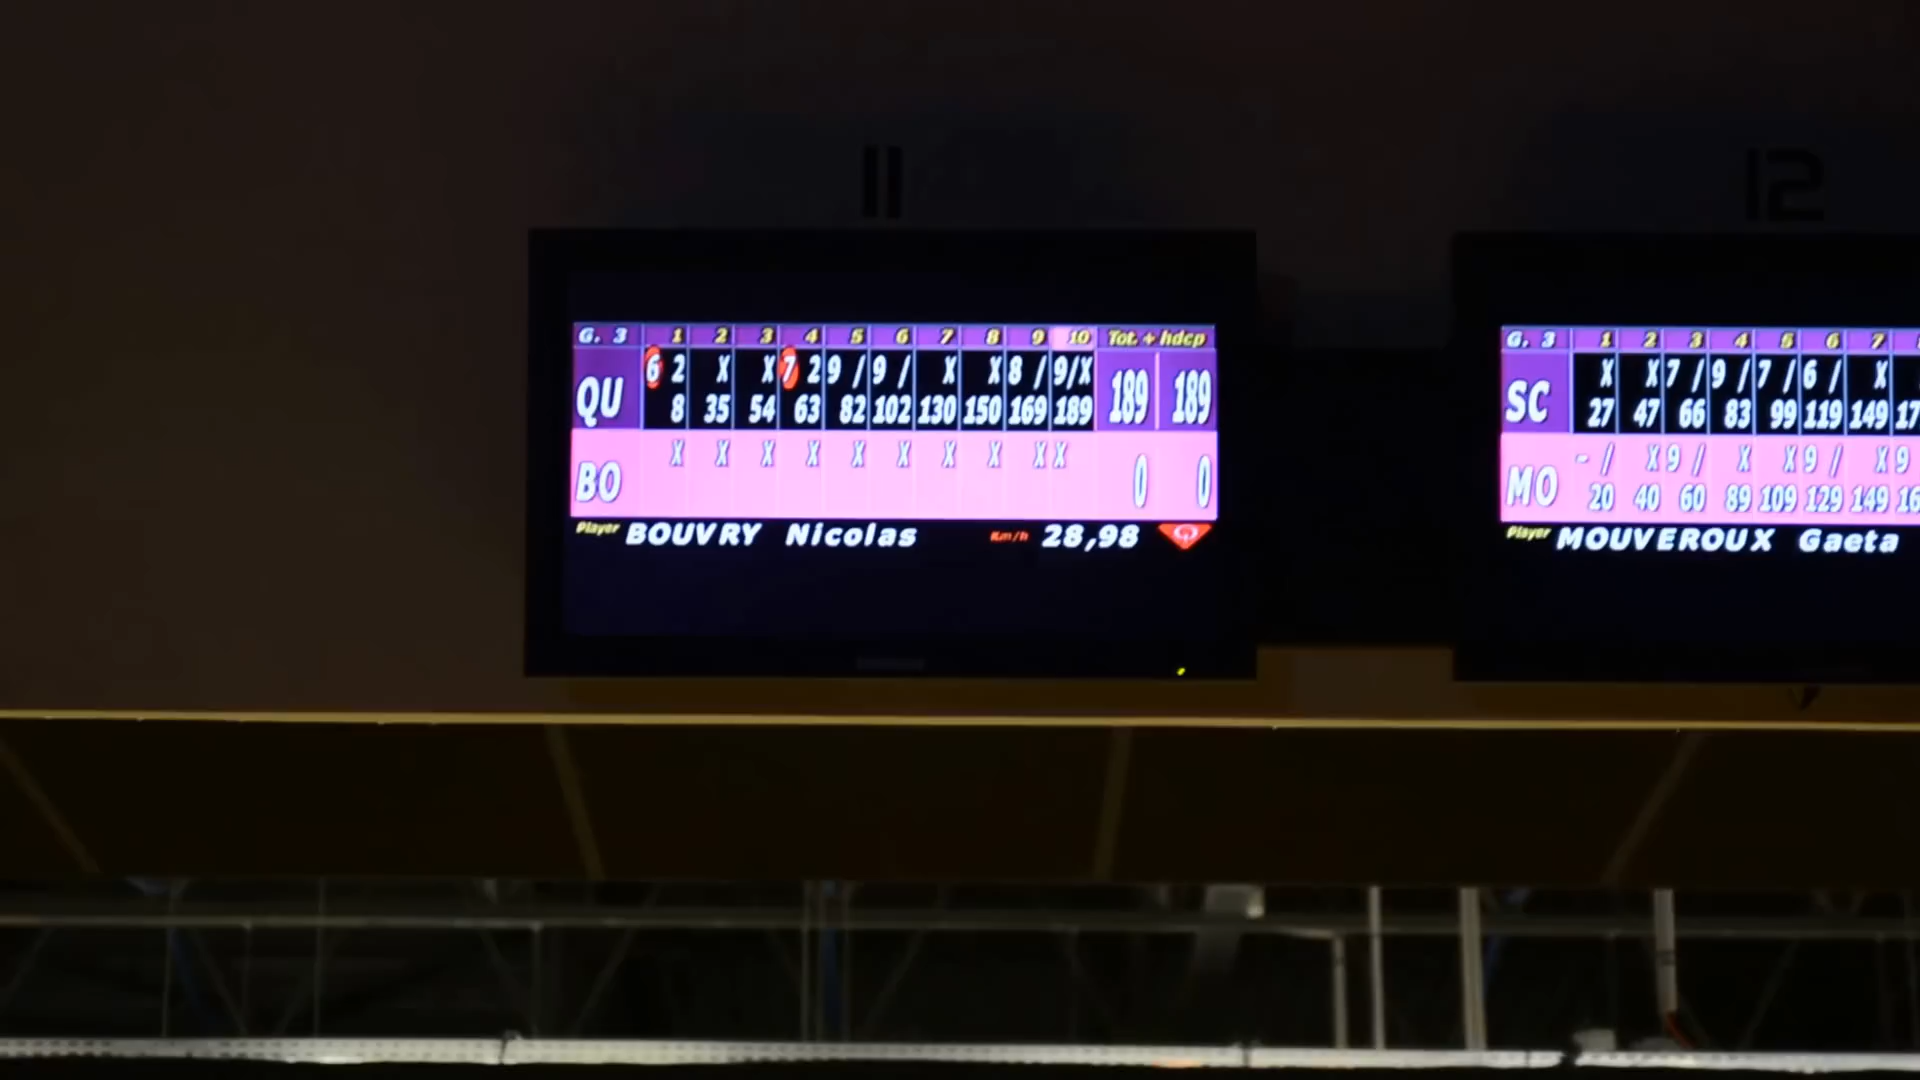 11
12
G. 3 1 2 3 4 5 6 7 8 9 10 Tot. + hdcp
QU 6 2 X X 7 2 9 / 9 / X X 8 / 9/X 189 189
8 35 54 63 82 102 130 150 169 189
BO X X X X X X X X X X 0 0
Player BOUVRY Nicolas Km/h 28,98
G. 3 1 2 3 4 5 6 7
SC X X 7 / 9 / 7 / 6 / X
27 47 66 83 99 119 149 17
MO - / X 9 / X X 9 / X 9
20 40 60 89 109 129 149 16
Player MOUVEROUX Gaeta